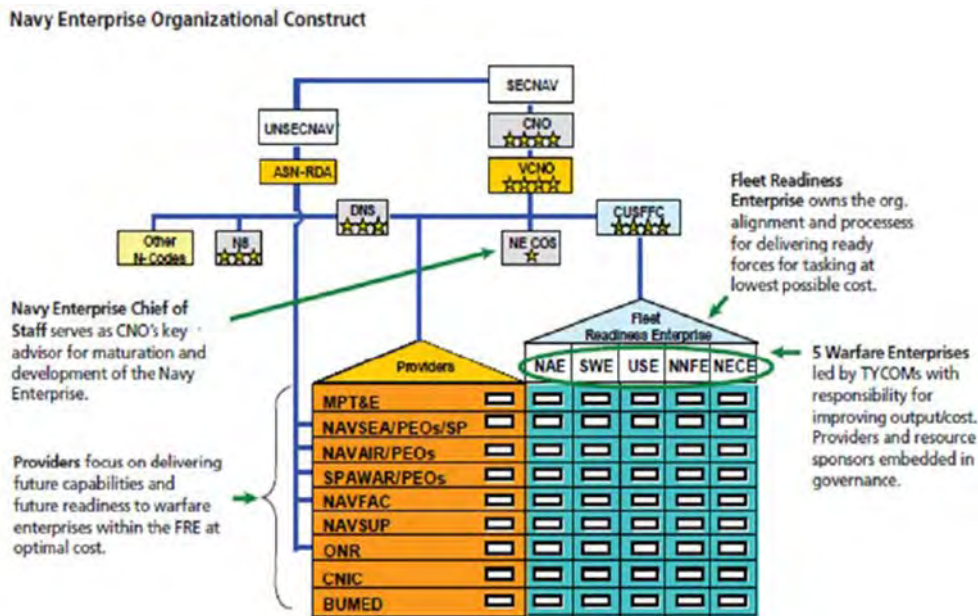 Navy Enterprise Organizational Construct
SECNAV
UNSECNAV
CNO
ASN-RDA
VCNO
DNS
CUSFFC
Other
N- Codes
N8
NE COS
Fleet Readiness
Enterprise owns the org.
alignment and processess
for delivering ready
forces for tasking at
lowest possible cost.
Navy Enterprise Chief of
Staff serves as CNO's key
advisor for maturation and
development of the Navy
Enterprise.
Fleet
Readiness Enterprise
Providers
NAE SWE USE NNFE NECE
5 Warfare Enterprises
led by TYCOMs with
responsibility for
improving output/cost.
Providers and resource
sponsors embedded in
governance.
MPT&E
NAVSEA/PEOs/SP
NAVAIR/PEOs
SPAWAR/PEOs
NAVFAC
NAVSUP
ONR
CNIC
BUMED
Providers focus on delivering
future capabilities and
future readiness to warfare
enterprises within the FRE at
optimal cost.